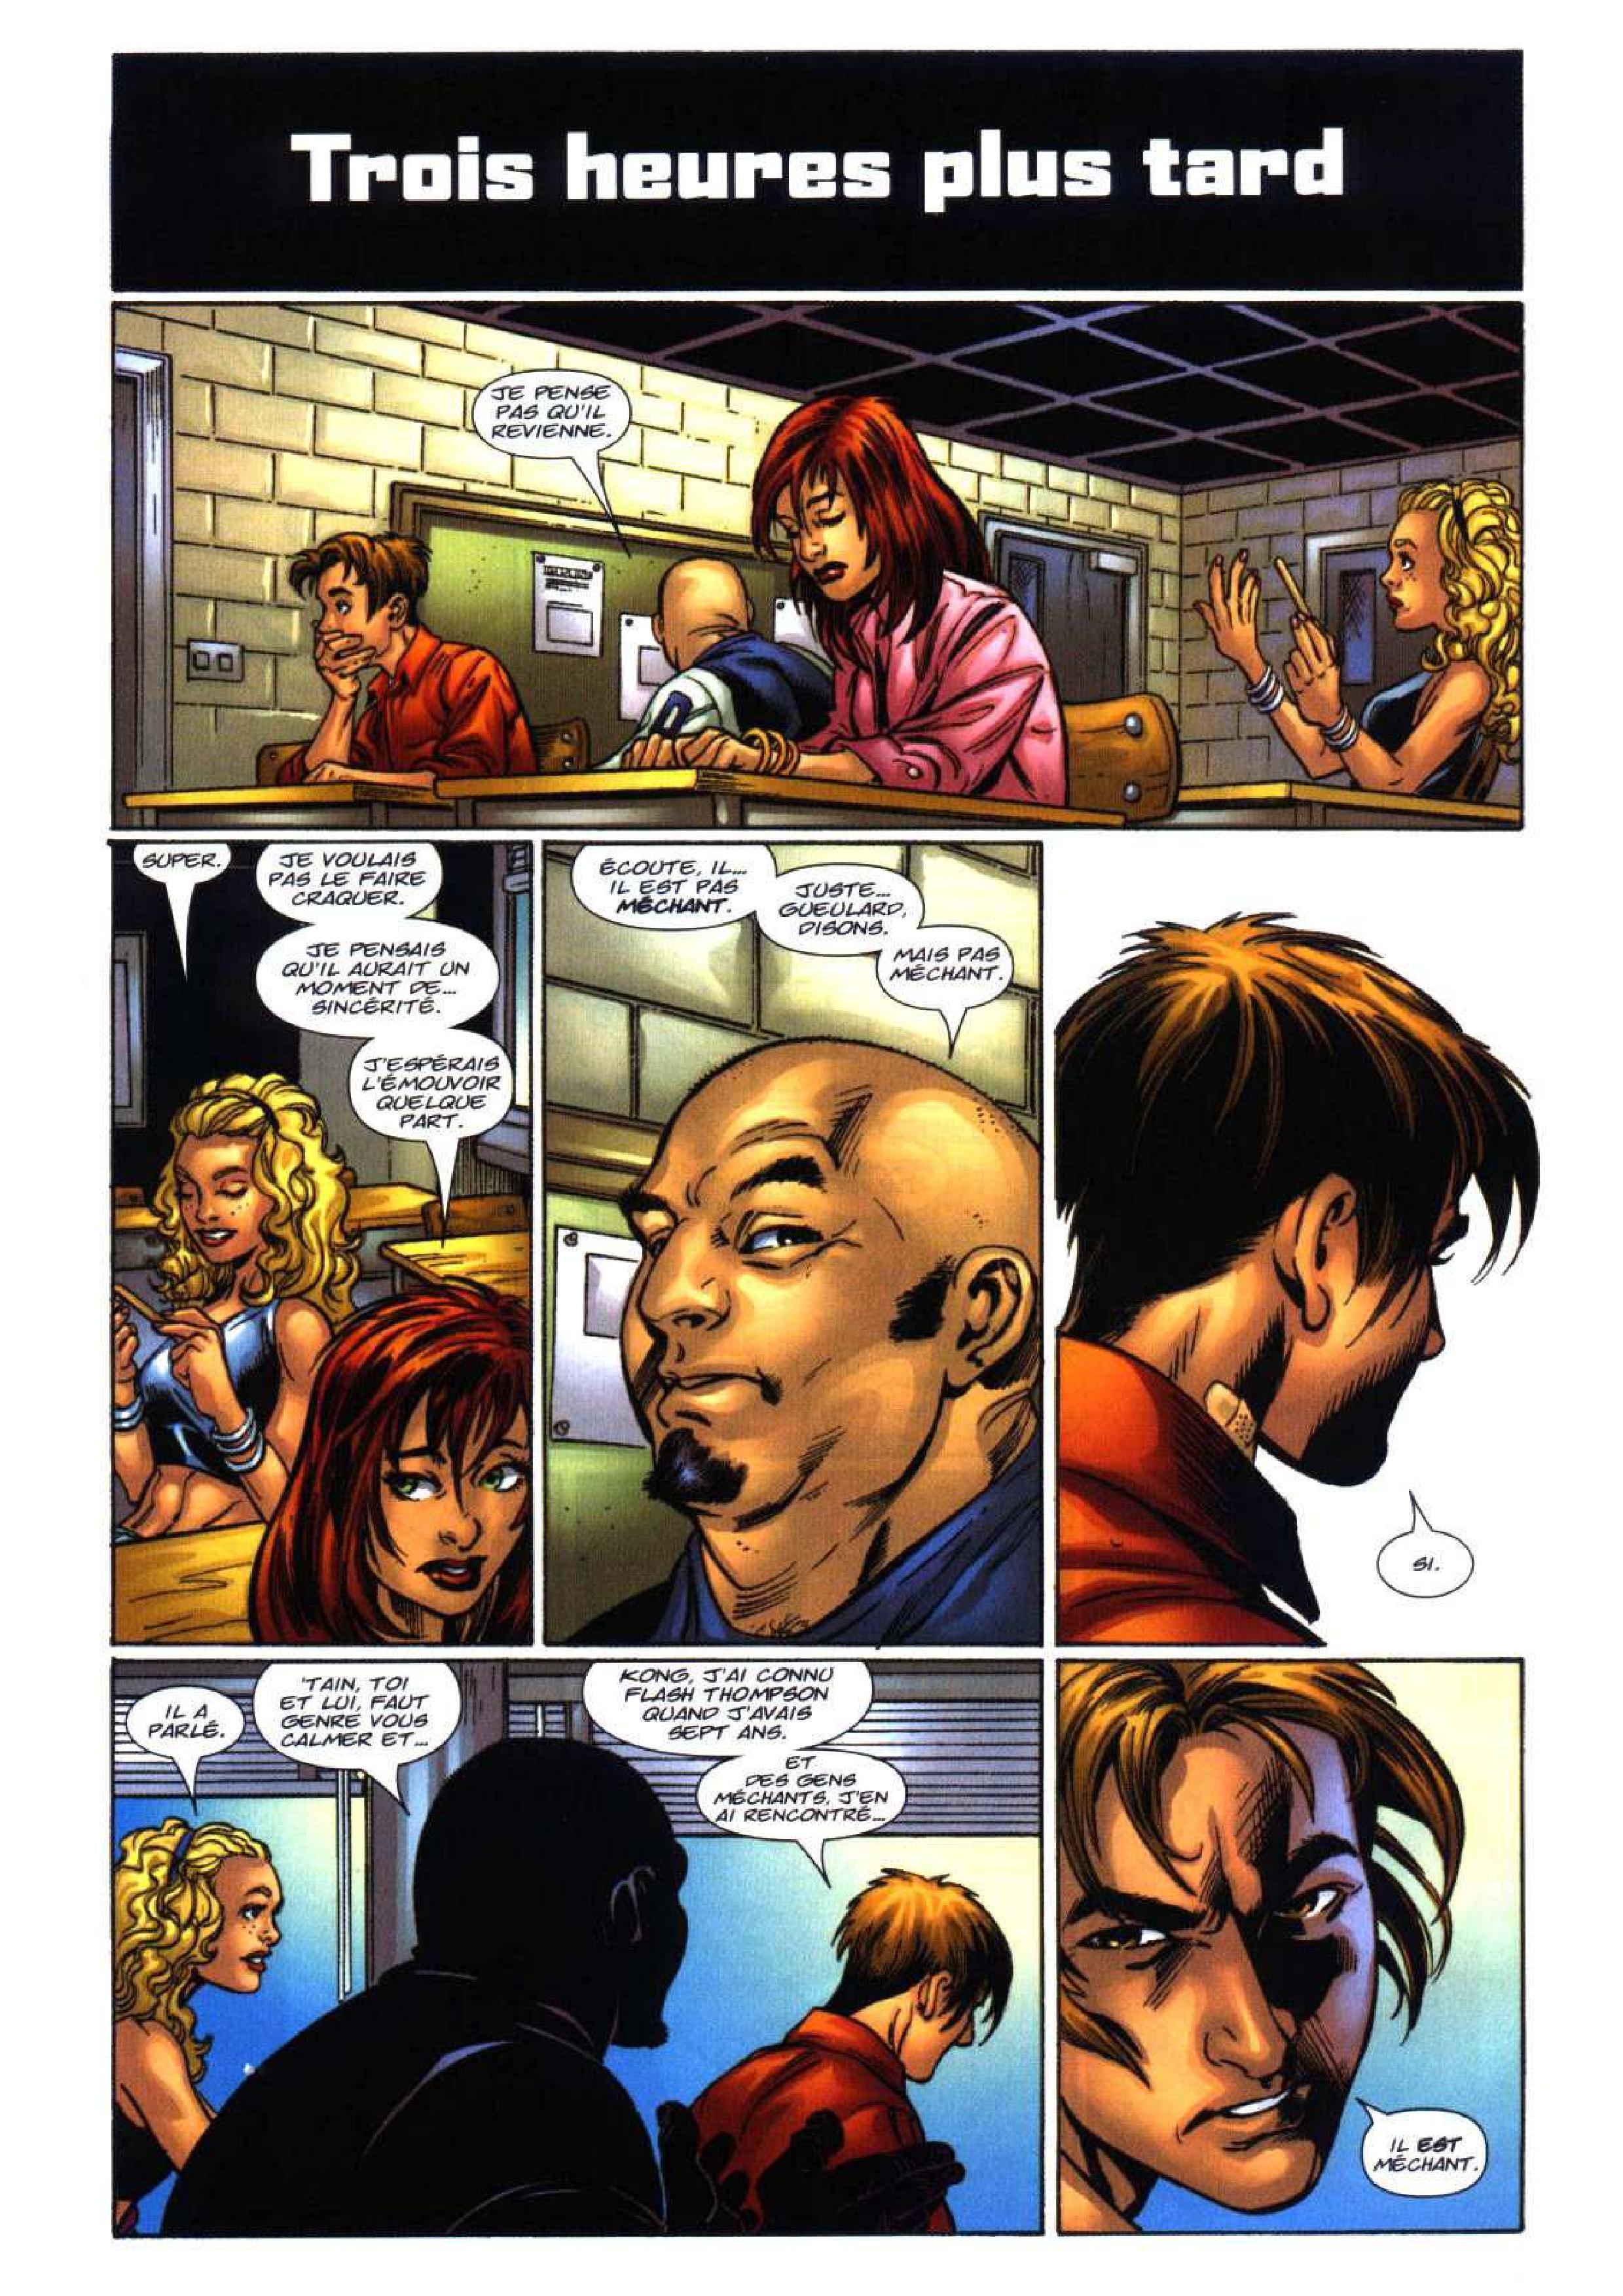 Trois heures plus tard
JE PENSE
PAS QU'IL
REVIENNE.
SUPER.
JE VOULAIS
PAS LE FAIRE
CRAQUER.
JE PENSAIS
QU'IL AURAIT UN
MOMENT DE...
SINCÉRITÉ.
J'ESPÉRAIS
L'ÉMOUVOIR
QUELQUE
PART.
ÉCOUTE, IL...
IL EST PAS
MÉCHANT.
JUSTE...
GUEULARD,
DISONS.
MAIS PAS
MÉCHANT.
SI.
IL A
PARLÉ.
'TAIN, TOI
ET LUI, FAUT
GENRE VOUS
CALMER ET...
KONG, J'AI CONNU
FLASH THOMPSON
QUAND J'AVAIS
SEPT ANS.
ET
DES GENS
MÉCHANTS, J'EN
AI RENCONTRÉ...
IL EST
MÉCHANT.